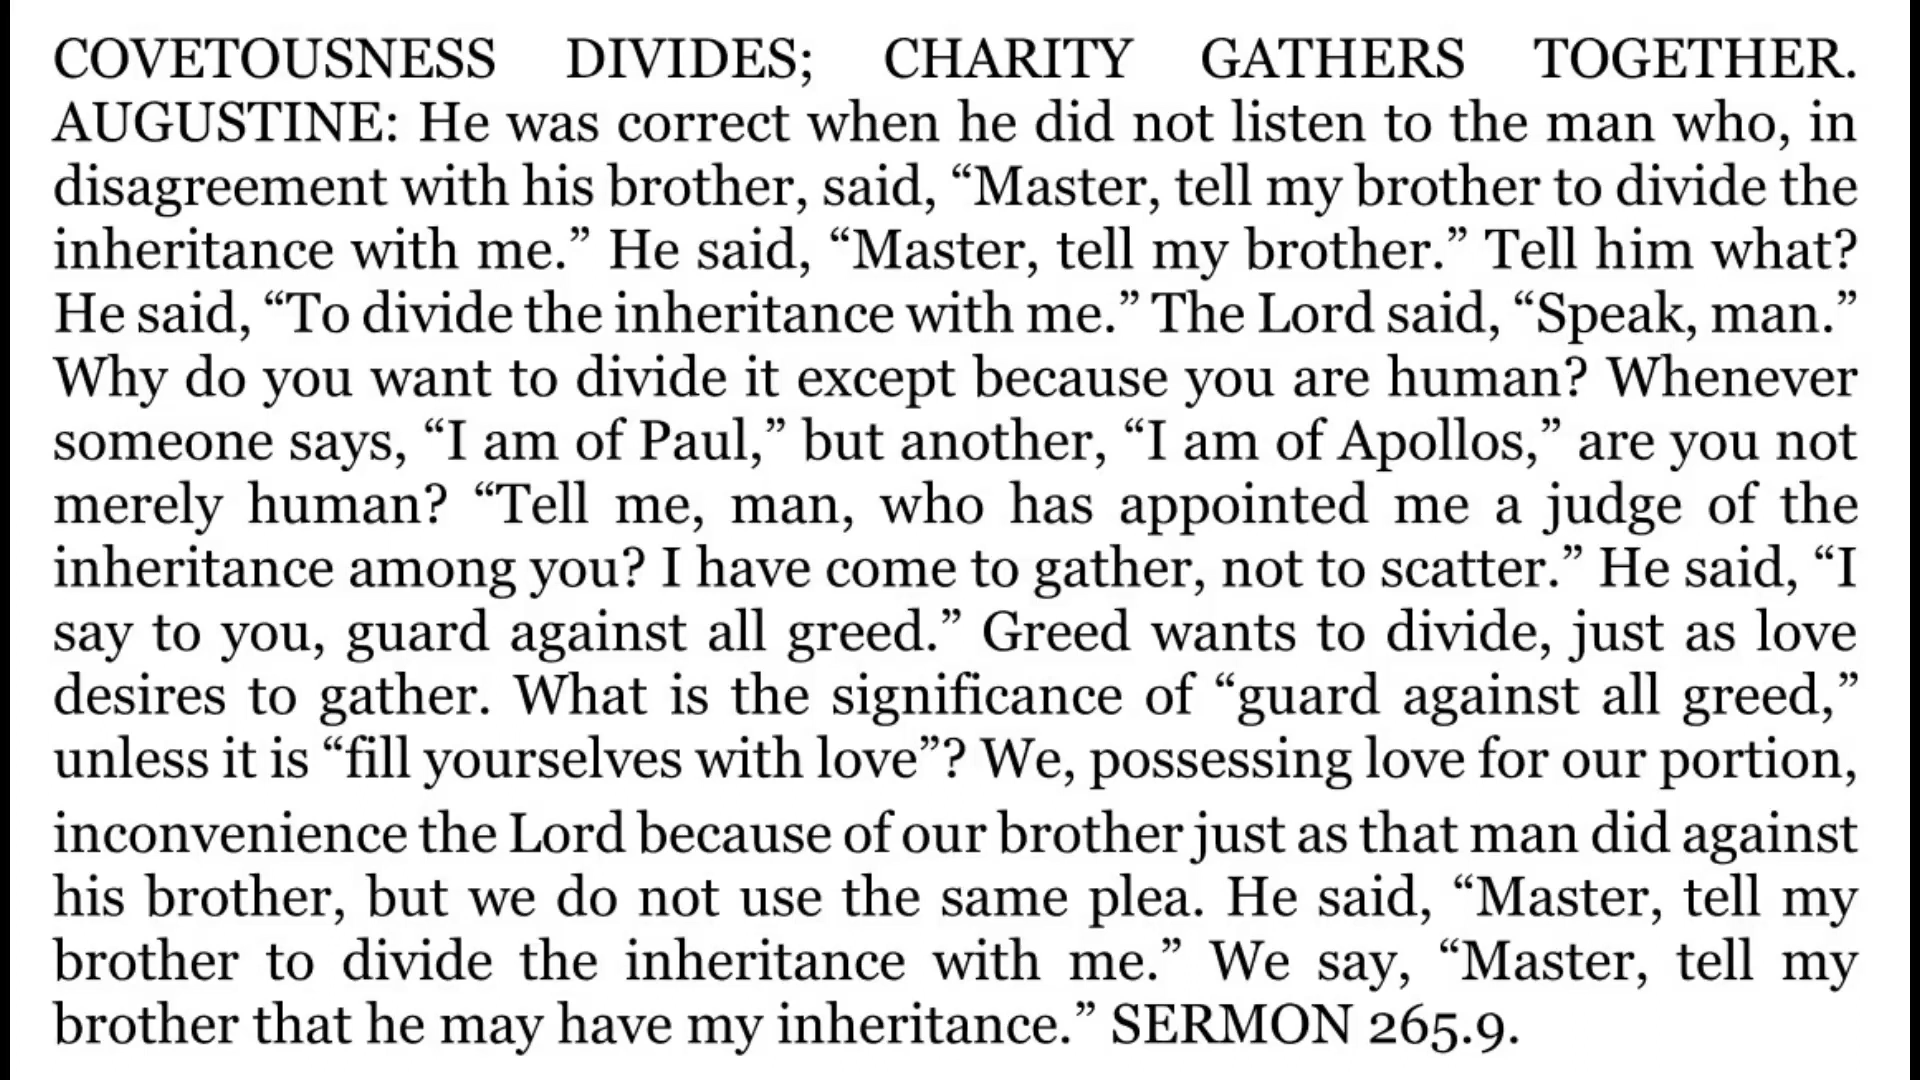 COVETOUSNESS DIVIDES; CHARITY GATHERS TOGETHER.
AUGUSTINE: He was correct when he did not listen to the man who, in
disagreement with his brother, said, “Master, tell my brother to divide the
inheritance with me.” He said, “Master, tell my brother.” Tell him what?
He said, “To divide the inheritance with me.” The Lord said, “Speak, man.”
Why do you want to divide it except because you are human? Whenever
someone says, “I am of Paul,” but another, “I am of Apollos,” are you not
merely human? “Tell me, man, who has appointed me a judge of the
inheritance among you? I have come to gather, not to scatter.” He said, “I
say to you, guard against all greed.” Greed wants to divide, just as love
desires to gather. What is the significance of “guard against all greed,”
unless it is “fill yourselves with love”? We, possessing love for our portion,
inconvenience the Lord because of our brother just as that man did against
his brother, but we do not use the same plea. He said, “Master, tell my
brother to divide the inheritance with me.” We say, “Master, tell my
brother that he may have my inheritance.” SERMON 265.9.